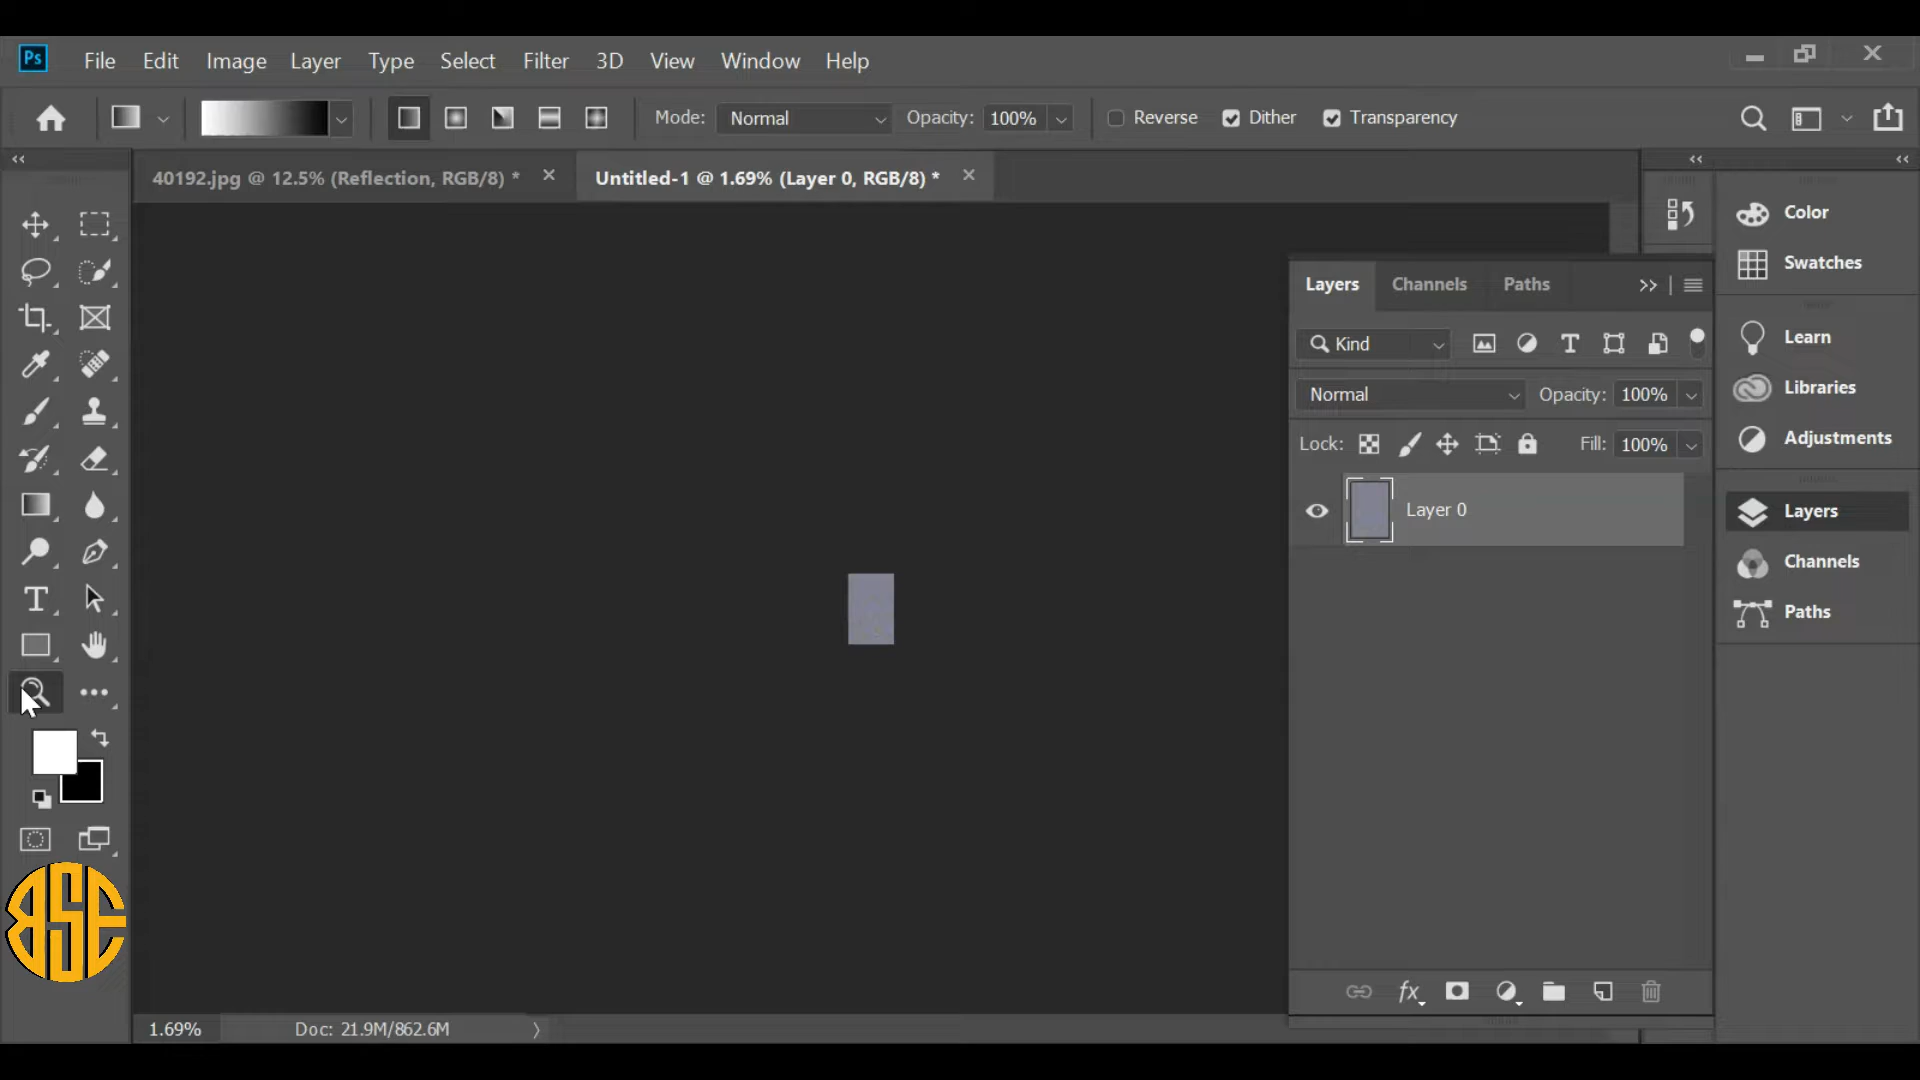 Ps File Edit Image Layer Type Select Filter 3D View Window Help
Mode: Normal Opacity: 100% Reverse Dither Transparency
40192.jpg @ 12.5% (Reflection, RGB/8) * Untitled-1 @ 1.69% (Layer 0, RGB/8) *
Layers Channels Paths
Kind
Normal Opacity: 100%
Lock: Fill: 100%
Layer 0
fx
Color
Swatches
Learn
Libraries
Adjustments
Layers
Channels
Paths
BSE
1.69% Doc: 21.9M/862.6M